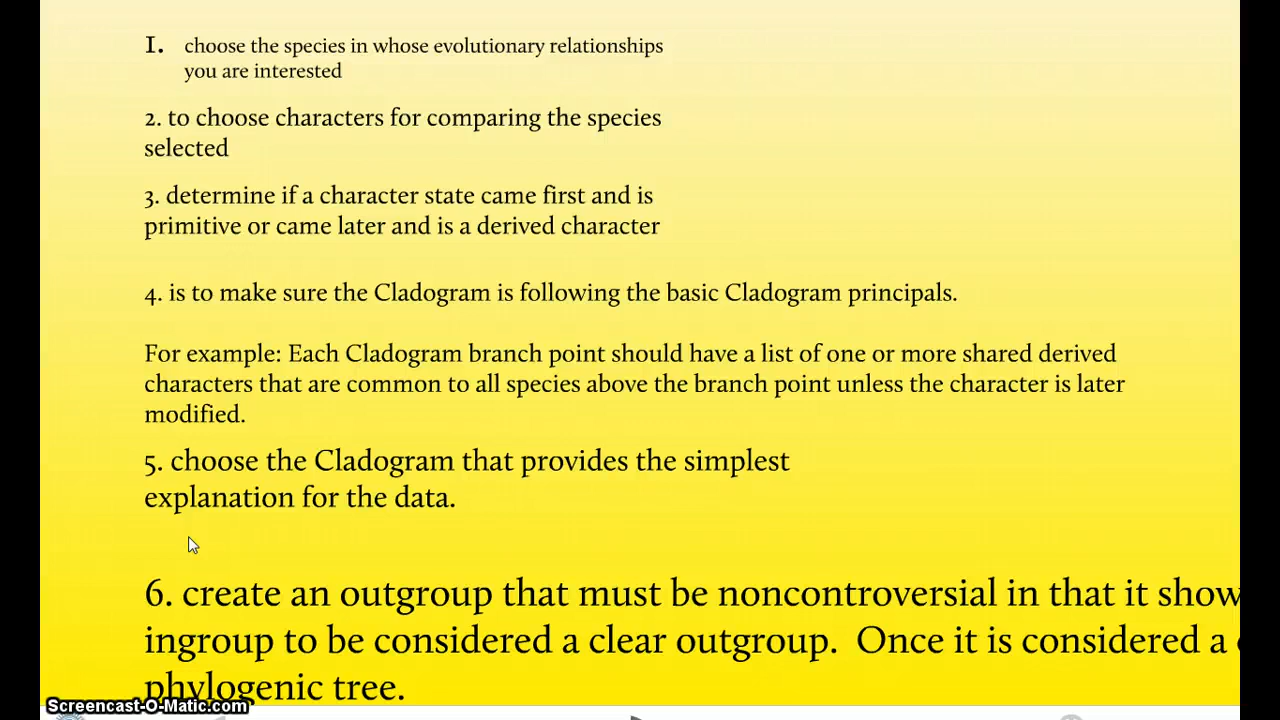 1. choose the species in whose evolutionary relationships
you are interested
2. to choose characters for comparing the species
selected
3. determine if a character state came first and is
primitive or came later and is a derived character
4. is to make sure the Cladogram is following the basic Cladogram principals.
For example: Each Cladogram branch point should have a list of one or more shared derived
characters that are common to all species above the branch point unless the character is later
modified.
5. choose the Cladogram that provides the simplest
explanation for the data.
6. create an outgroup that must be noncontroversial in that it show
ingroup to be considered a clear outgroup. Once it is considered a
phylogenic tree.
Screencast-O-Matic.com